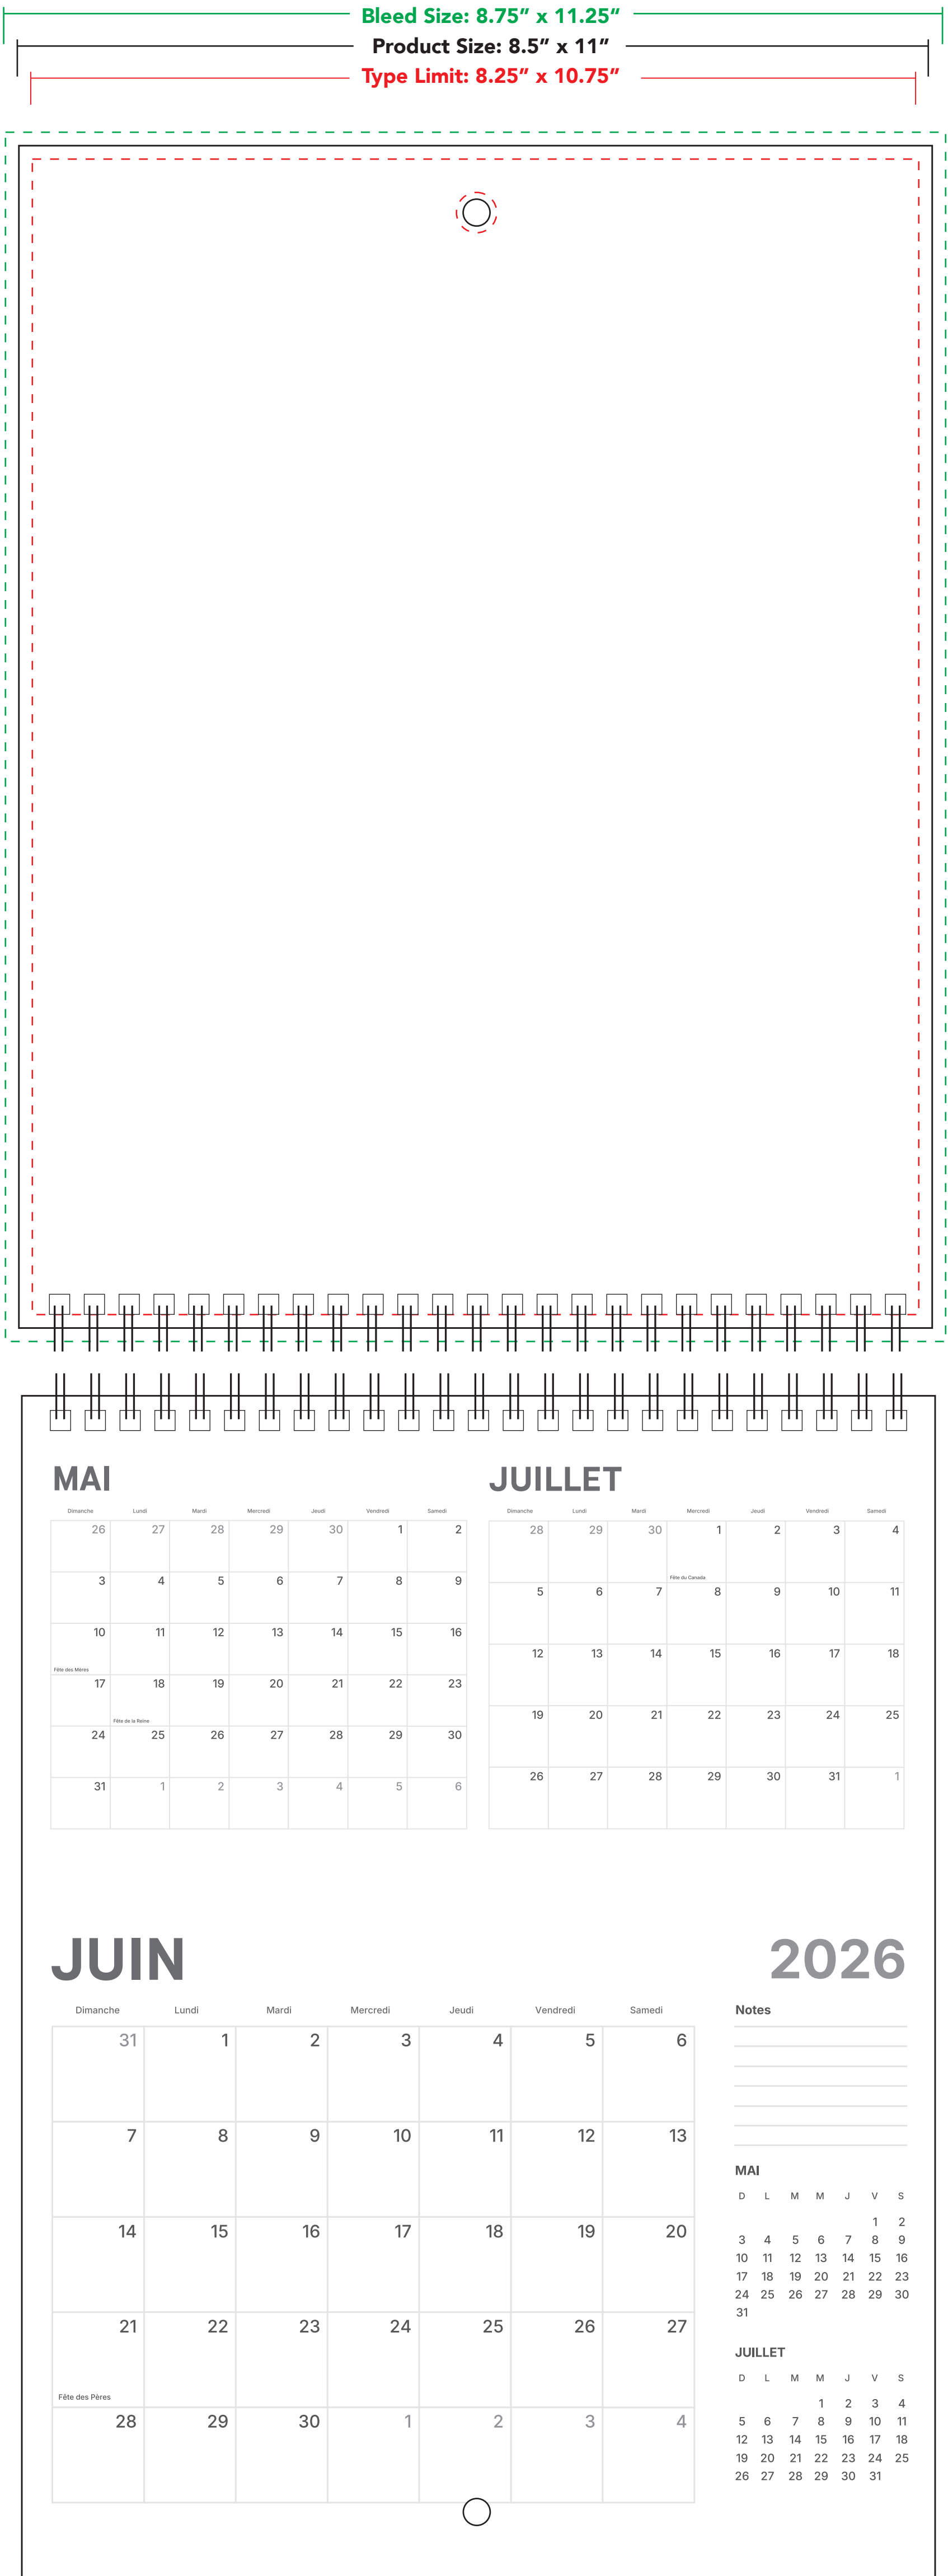 Bleed Size: 8.75” x 11.25”
Product Size: 8.5” x 11”
Type Limit: 8.25” x 10.75”
MAI
Dimanche Lundi Mardi Mercredi Jeudi Vendredi Samedi
26 27 28 29 30 1 2
3 4 5 6 7 8 9
10 11 12 13 14 15 16
Fête des Mères
17 18 19 20 21 22 23
Fête de la Reine
24 25 26 27 28 29 30
31 1 2 3 4 5 6
JUILLET
Dimanche Lundi Mardi Mercredi Jeudi Vendredi Samedi
28 29 30 1 2 3 4
Fête du Canada
5 6 7 8 9 10 11
12 13 14 15 16 17 18
19 20 21 22 23 24 25
26 27 28 29 30 31 1
JUIN
2026
Dimanche Lundi Mardi Mercredi Jeudi Vendredi Samedi
31 1 2 3 4 5 6
7 8 9 10 11 12 13
14 15 16 17 18 19 20
21 22 23 24 25 26 27
Fête des Pères
28 29 30 1 2 3 4
Notes
MAI
D L M M J V S
1 2
3 4 5 6 7 8 9
10 11 12 13 14 15 16
17 18 19 20 21 22 23
24 25 26 27 28 29 30
31
JUILLET
D L M M J V S
1 2 3 4
5 6 7 8 9 10 11
12 13 14 15 16 17 18
19 20 21 22 23 24 25
26 27 28 29 30 31